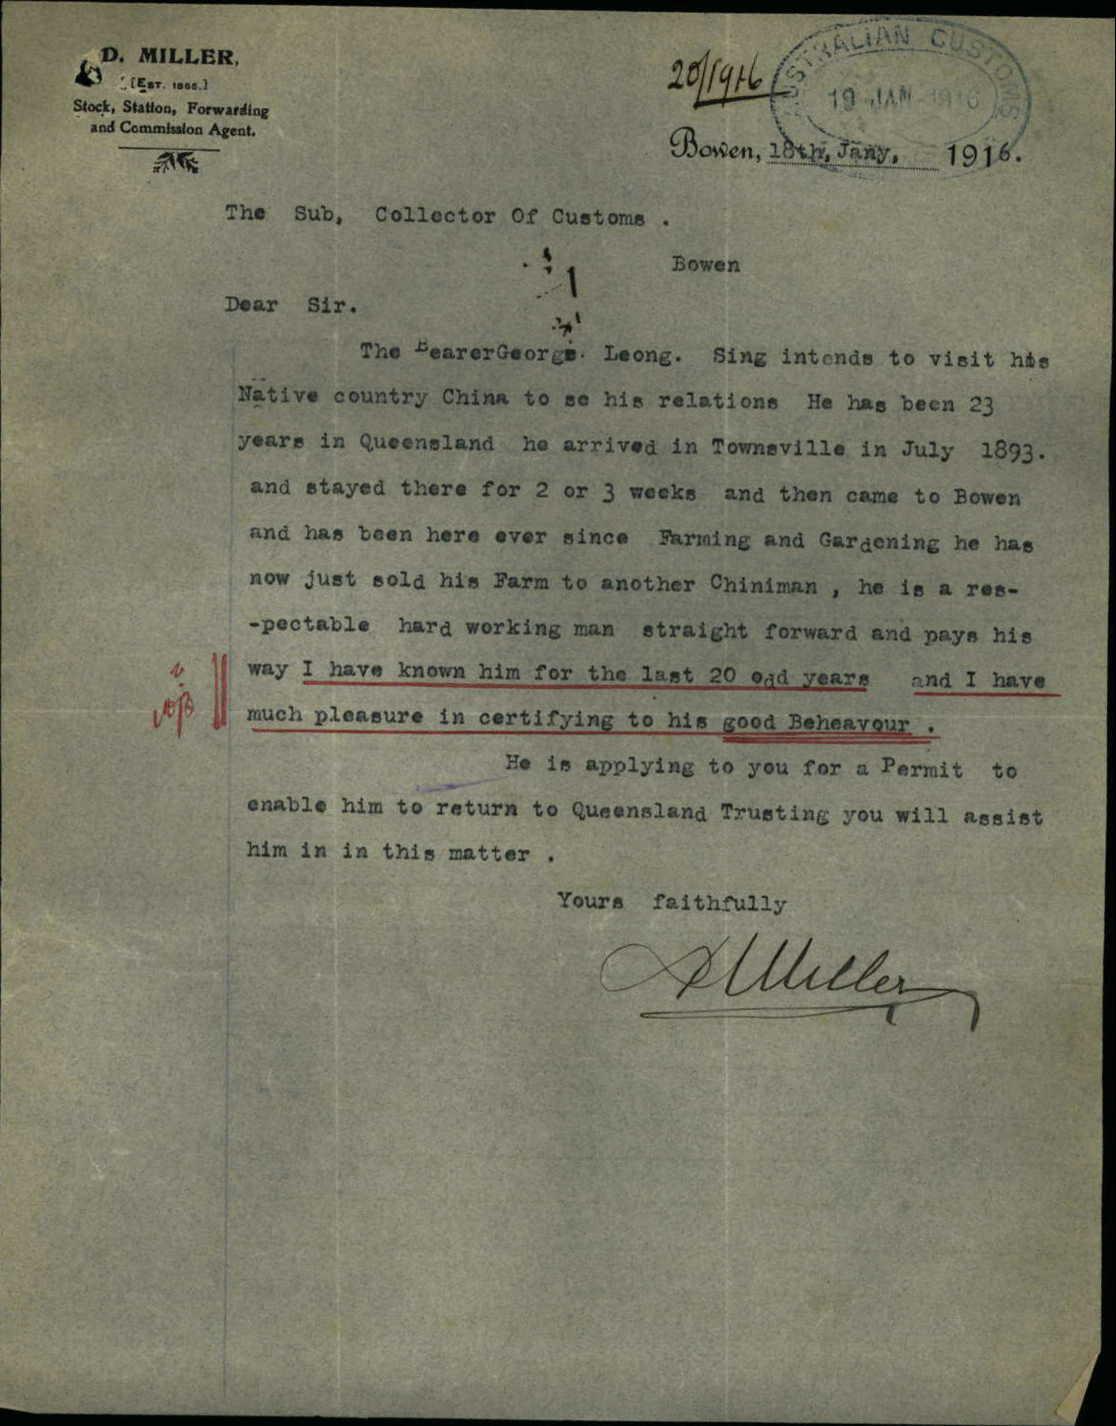 D. MILLER,
(EST. 1866.)
Stock, Station, Forwarding
and Commission Agent.
20/1916
AUSTRALIAN CUSTOMS
19 JAN 1916
Bowen, 18th, Jany, 1916.
The Sub, Collector Of Customs .
Bowen
Dear Sir.
The BearerGeorge. Leong. Sing intends to visit his
Native country China to se his relations He has been 23
years in Queensland he arrived in Townsville in July 1893.
and stayed there for 2 or 3 weeks and then came to Bowen
and has been here ever since Farming and Gardening he has
now just sold his Farm to another Chiniman , he is a res-
-pectable hard working man straight forward and pays his
way I have known him for the last 20 odd years and I have
much pleasure in certifying to his good Beheavour .
He is applying to you for a Permit to
enable him to return to Queensland Trusting you will assist
him in in this matter .
Yours faithfully
D Miller